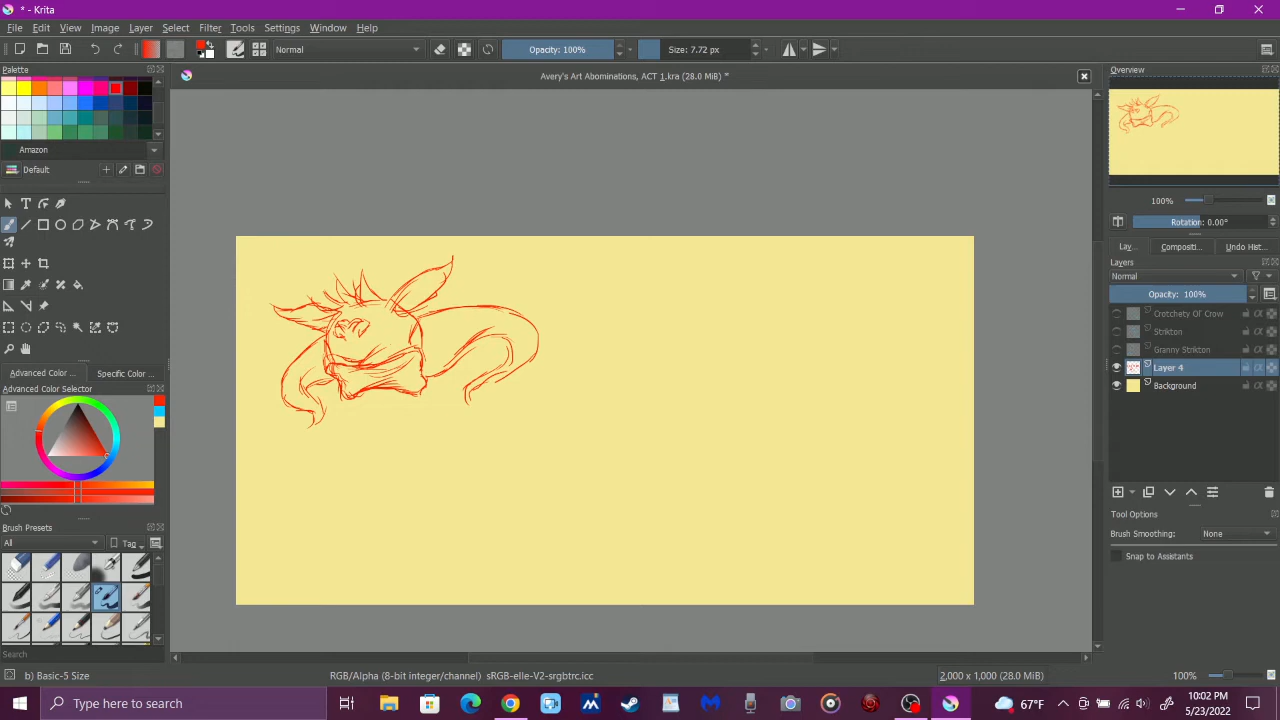 * - Krita
File Edit View Image Layer Select Filter Tools Settings Window Help
Normal Opacity: 100% Size: 7.72 px
Palette
Avery's Art Abominations, ACT 1.kra (28.0 MiB) *
Overview
Amazon
Default
100%
Rotation: 0.00°
Lay... Compositi... Undo Hist...
Layers
Normal
Opacity: 100%
Crotchety Ol' Crow
Strikton
Granny Strikton
Layer 4
Background
Advanced Color ... Specific Color ...
Advanced Color Selector
Tool Options
Brush Smoothing: None
Snap to Assistants
Brush Presets
All Tag
Search
b) Basic-5 Size RGB/Alpha (8-bit integer/channel) sRGB-elle-V2-srgbtrc.icc 2,000 x 1,000 (28.0 MiB) 100%
Type here to search 67°F 10:02 PM
5/23/2022